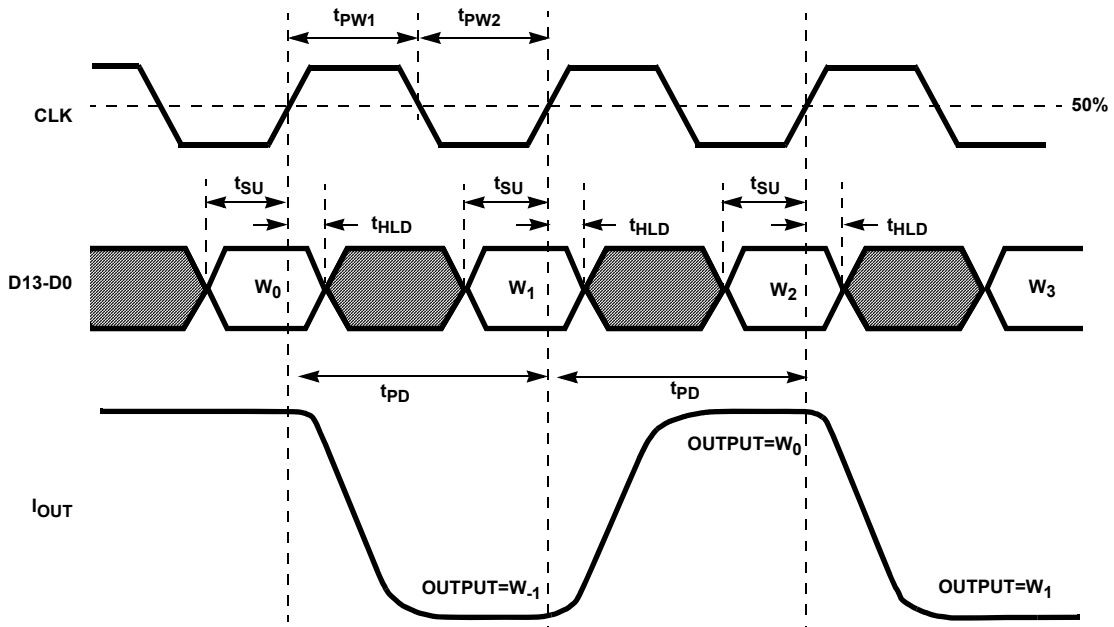 tPW1 tPW2
CLK
50%
tSU tSU tSU
tHLD tHLD tHLD
D13-D0
W0 W1 W2 W3
tPD tPD
OUTPUT=W0
IOUT
OUTPUT=W-1 OUTPUT=W1